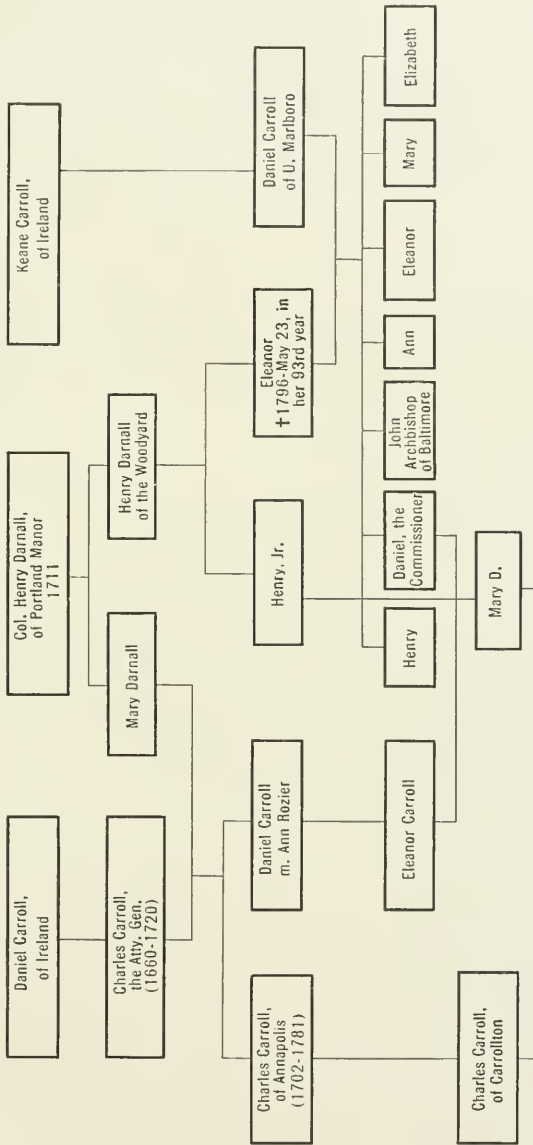 Daniel Carroll,
of Ireland
Col. Henry Darnall,
of Portland Manor
1711
Keane Carroll,
of Ireland
Charles Carroll,
the Atty. Gen.
(1660-1720)
Mary Darnall
Henry Darnall
of the Woodyard
Charles Carroll,
of Annapolis
(1702-1781)
Daniel Carroll
m. Ann Rozier
Henry, Jr.
Eleanor
†1796-May 23, in
her 93rd year
Daniel Carroll
of U. Marlboro
Eleanor Carroll
Henry
Daniel, the
Commissioner
John
Archbishop
of Baltimore
Ann
Eleanor
Mary
Elizabeth
Charles Carroll,
of Carrollton
Mary D.